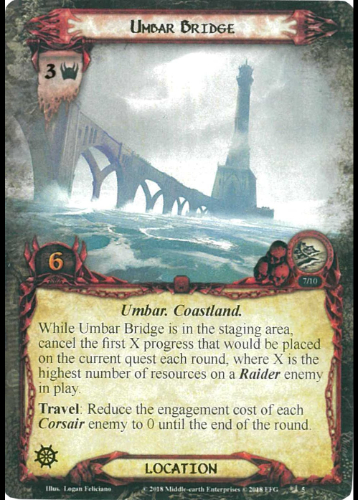 Umbar Bridge
3
6
7/10
Umbar. Coastland.
While Umbar Bridge is in the staging area,
cancel the first X progress that would be placed
on the current quest each round, where X is the
highest number of resources on a Raider enemy
in play.
Travel: Reduce the engagement cost of each
Corsair enemy to 0 until the end of the round.
Illus. Logan Feliciano © 2018 Middle-earth Enterprises © 2018 FFG 5
LOCATION